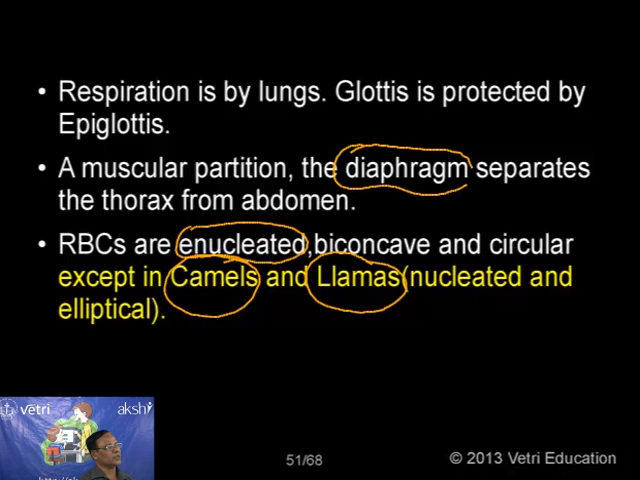 • Respiration is by lungs. Glottis is protected by
Epiglottis.
• A muscular partition, the diaphragm separates
the thorax from abdomen.
• RBCs are enucleated,biconcave and circular
except in Camels and Llamas(nucleated and
elliptical).
vetri akshi
http://
51/68
© 2013 Vetri Education